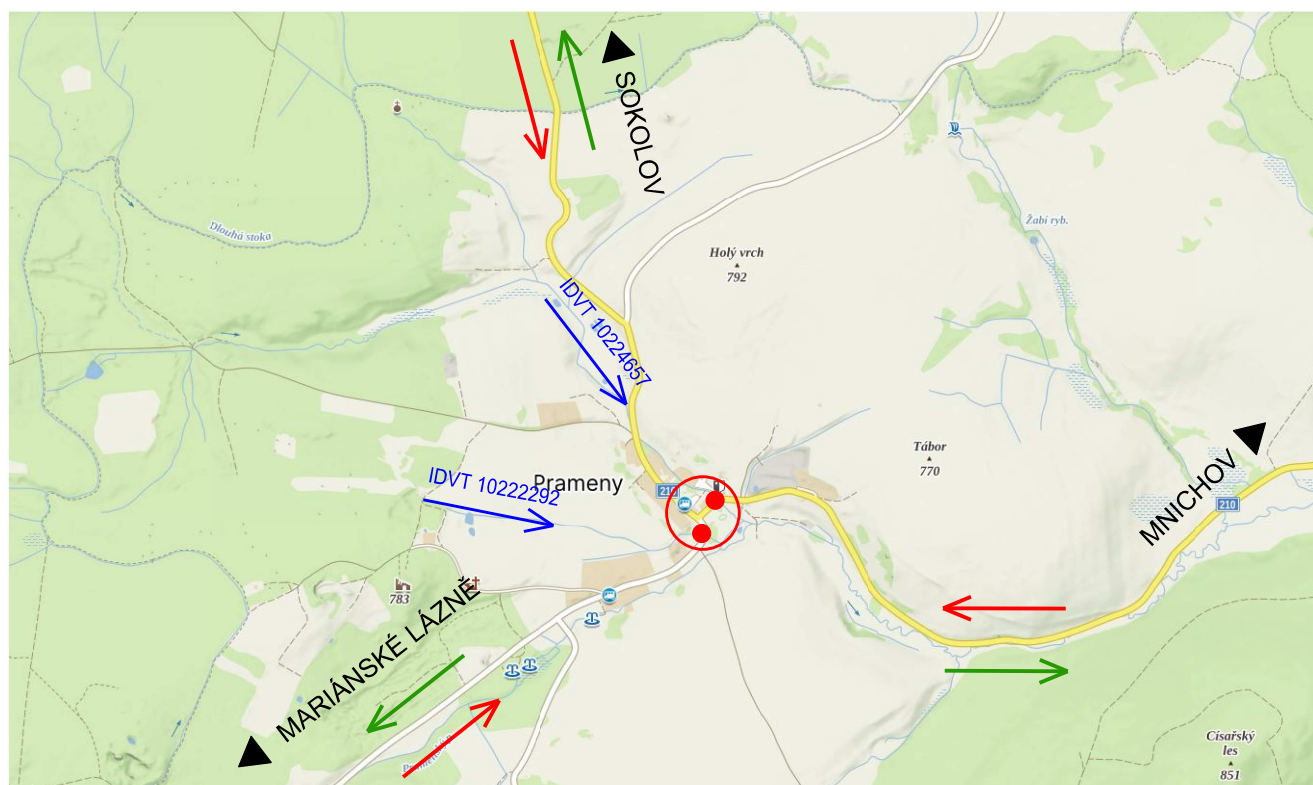 SOKOLOV
Žabí ryb.
Dlouhá stoka
Holý vrch
792
IDVT 10224657
Tábor
770
MNICHOV
IDVT 10222292
Prameny
210
210
783
MARIÁNSKÉ LÁZNĚ
Císařský
les
851